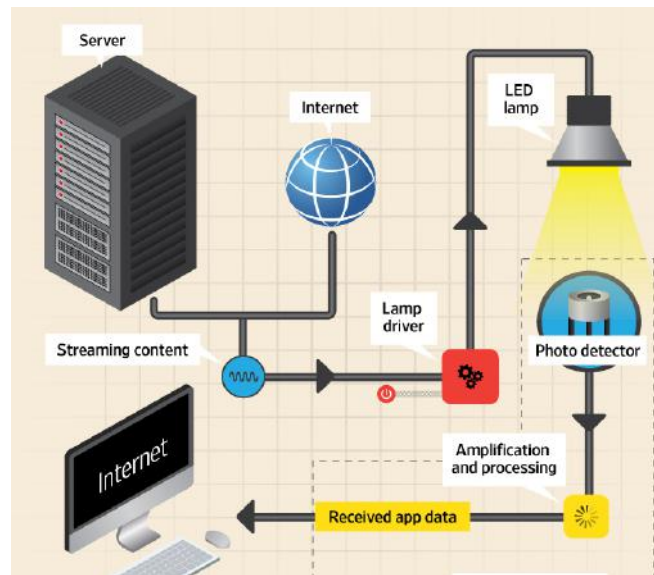 Server
Internet
LED
lamp
Lamp
driver
Streaming content
Photo detector
Amplification
and processing
Internet
Received app data